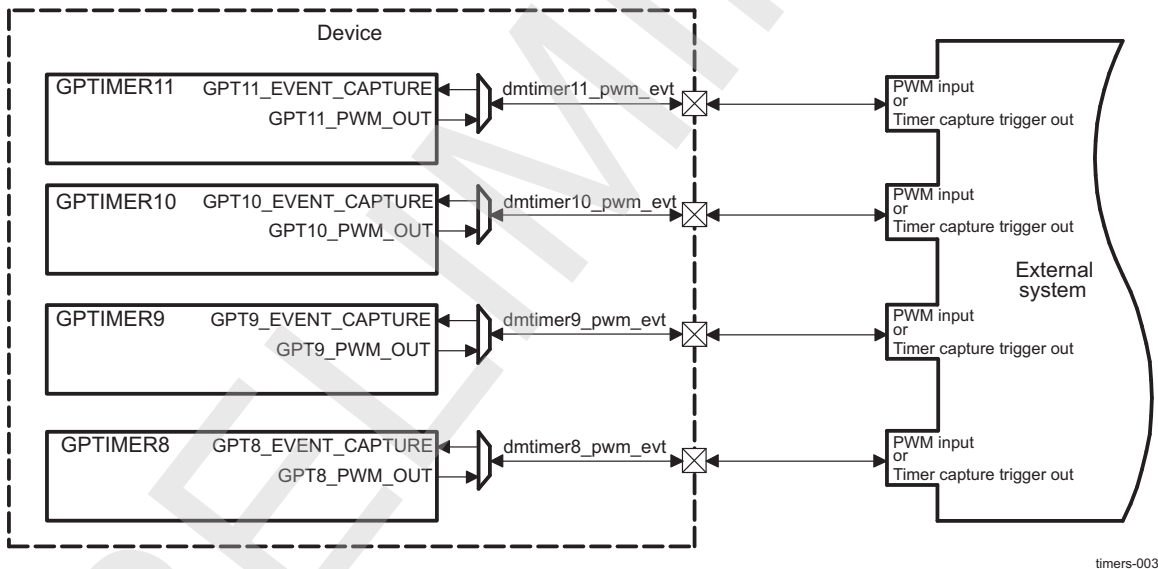 Device
GPTIMER11 GPT11_EVENT_CAPTURE
GPT11_PWM_OUT
dmtimer11_pwm_evt
PWM input
or
Timer capture trigger out
GPTIMER10 GPT10_EVENT_CAPTURE
GPT10_PWM_OUT
dmtimer10_pwm_evt
PWM input
or
Timer capture trigger out
External
system
GPTIMER9 GPT9_EVENT_CAPTURE
GPT9_PWM_OUT
dmtimer9_pwm_evt
PWM input
or
Timer capture trigger out
GPTIMER8 GPT8_EVENT_CAPTURE
GPT8_PWM_OUT
dmtimer8_pwm_evt
PWM input
or
Timer capture trigger out
timers-003